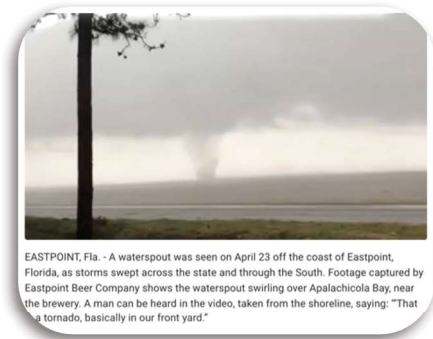 EASTPOINT, Fla. - A waterspout was seen on April 23 off the coast of Eastpoint,
Florida, as storms swept across the state and through the South. Footage captured by
Eastpoint Beer Company shows the waterspout swirling over Apalachicola Bay, near
the brewery. A man can be heard in the video, taken from the shoreline, saying: "'That
a tornado, basically in our front yard."